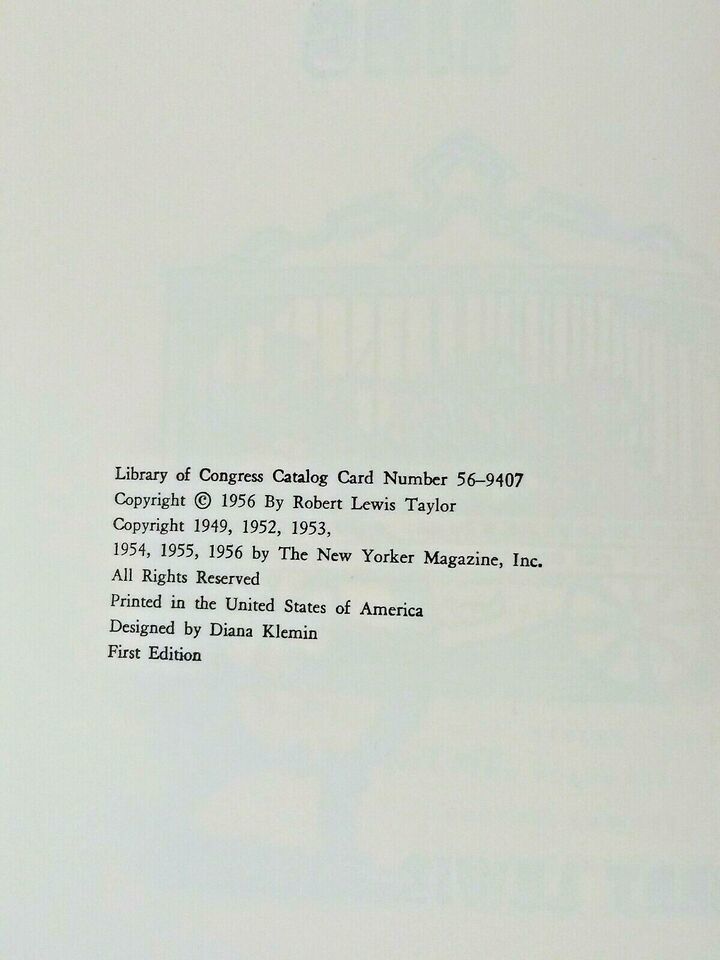 Library of Congress Catalog Card Number 56–9407
Copyright © 1956 By Robert Lewis Taylor
Copyright 1949, 1952, 1953,
1954, 1955, 1956 by The New Yorker Magazine, Inc.
All Rights Reserved
Printed in the United States of America
Designed by Diana Klemin
First Edition